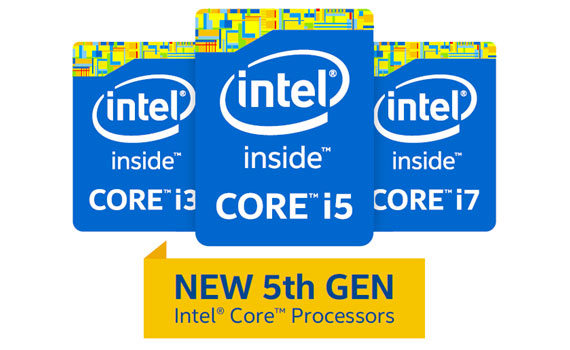 intel®
inside™
CORE™ i3
intel®
inside™
CORE™ i5
intel®
inside™
CORE™ i7
NEW 5th GEN
Intel® Core™ Processors